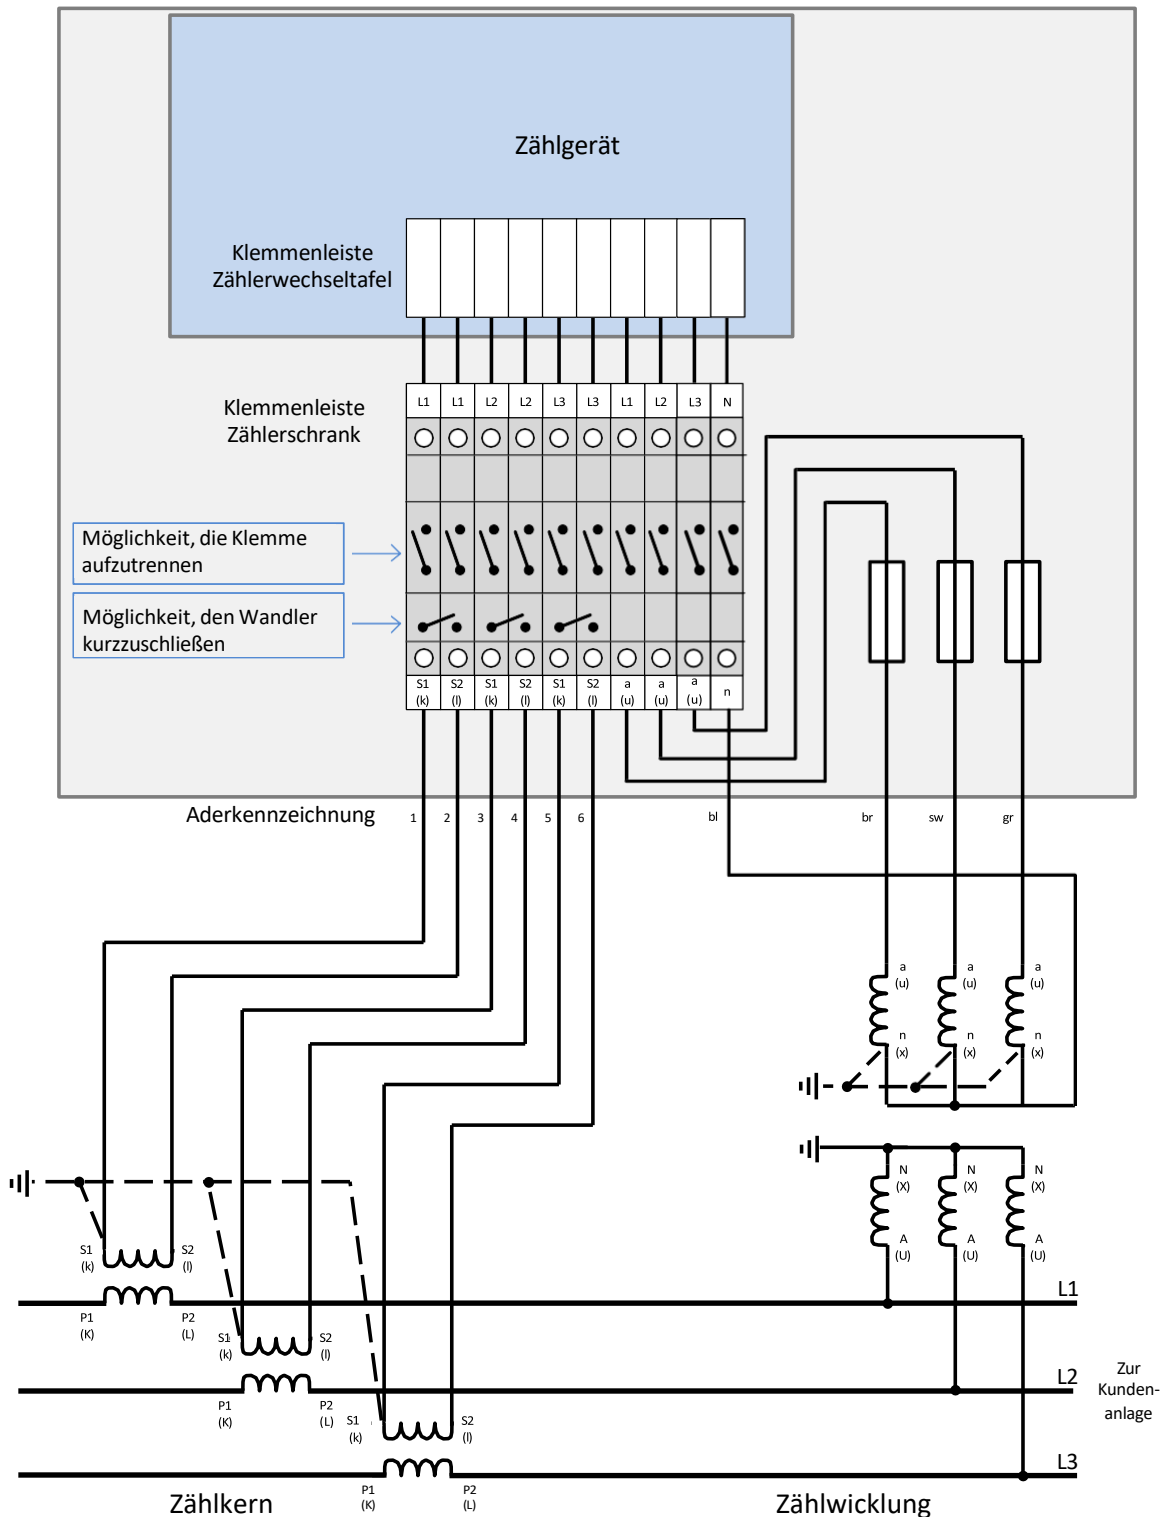 Zählgerät
Klemmenleiste
Zählerwechseltafel
Klemmenleiste
Zählerschrank
L1 L1 L2 L2 L3 L3 L1 L2 L3 N
Möglichkeit, die Klemme
aufzutrennen
Möglichkeit, den Wandler
kurzzuschließen
S1 S2 S1 S2 S1 S2 a a a n
(k) (l) (k) (l) (k) (l) (u) (u) (u)
Aderkennzeichnung 1 2 3 4 5 6 bl br sw gr
a a a
(u) (u) (u)
n n n
(x) (x) (x)
N N N
(X) (X) (X)
A A A
(U) (U) (U)
S1 S2
(k) (l)
L1
P1 P2
(K) (L)
S1 S2
(k) (l)
L2
P1 P2
(K) (L)
Zur
Kunden-
anlage
S1 S2
(k) (l)
L3
P1 P2
(K) (L)
Zählkern
Zählwicklung